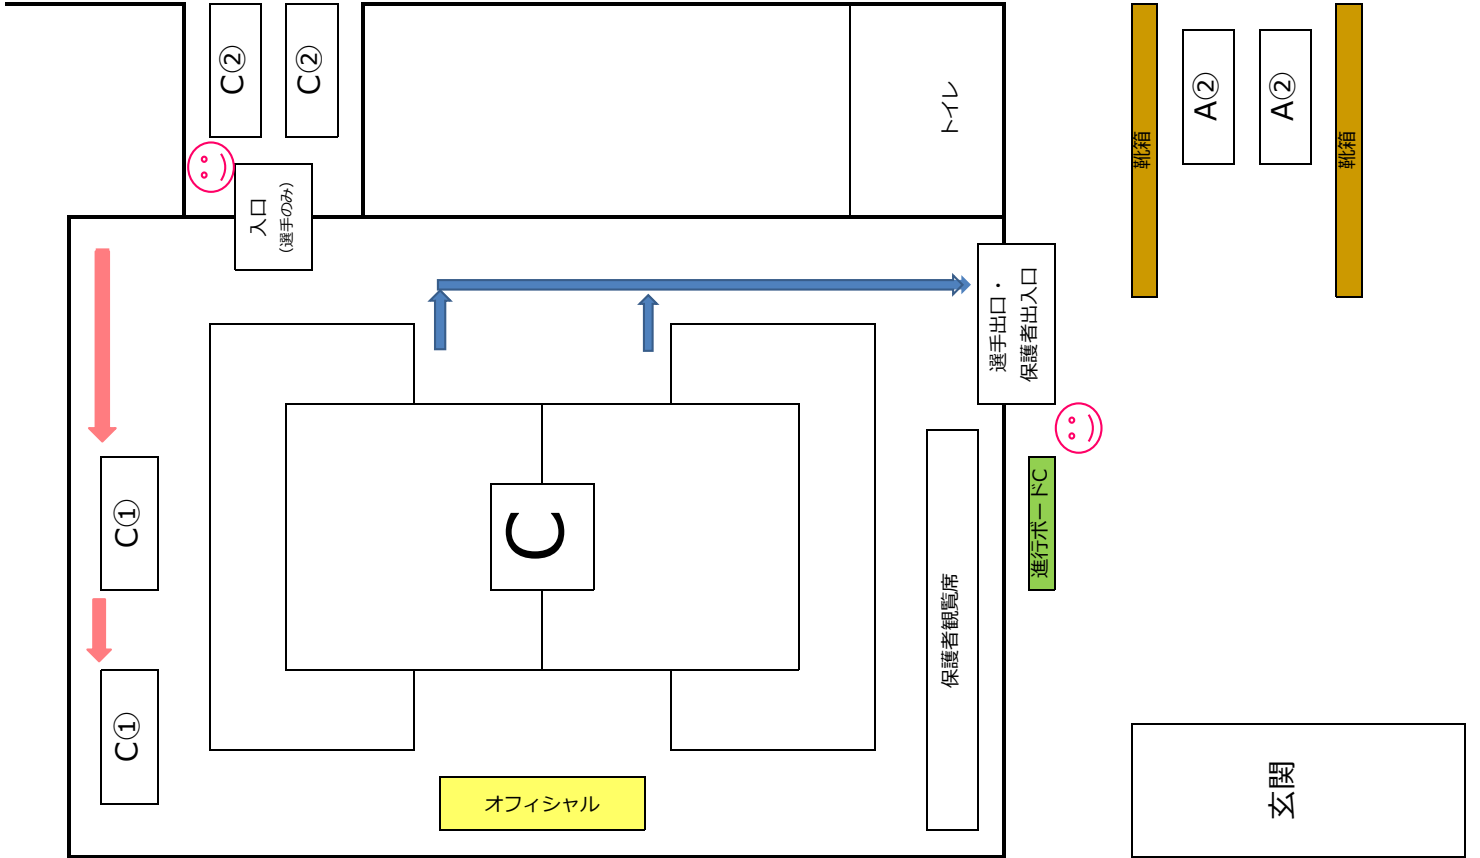 C②
C②
トイレ
靴箱
A②
A②
靴箱
入口
（選手のみ）
選手出口・
保護者出入口
C①
C
進行ボードC
保護者観覧席
C①
オフィシャル
玄関